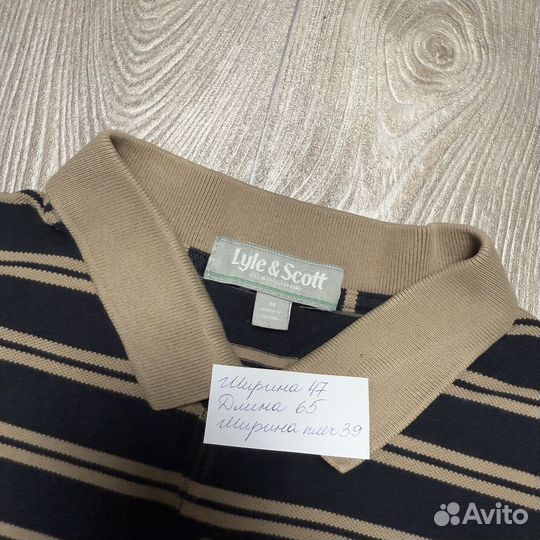 Lyle & Scott
M
Ширина 47
Длина 65
Ширина плеч 39
Avito